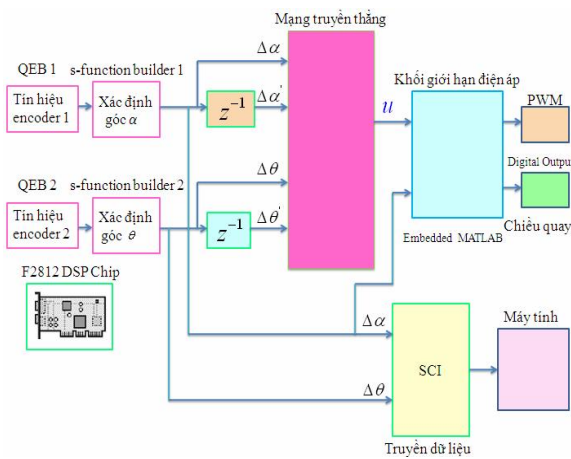 Mạng truyền thẳng
QEB 1
s-function builder 1
Tín hiệu
encoder 1
Xác định
góc α
z⁻¹
Δα
Δα'
QEB 2
s-function builder 2
Tín hiệu
encoder 2
Xác định
góc θ
z⁻¹
Δθ
Δθ'
u
Khối giới hạn điện áp
Embedded MATLAB
PWM
Digital Outpu
Chiều quay
F2812 DSP Chip
Δα
Δθ
SCI
Truyền dữ liệu
Máy tính